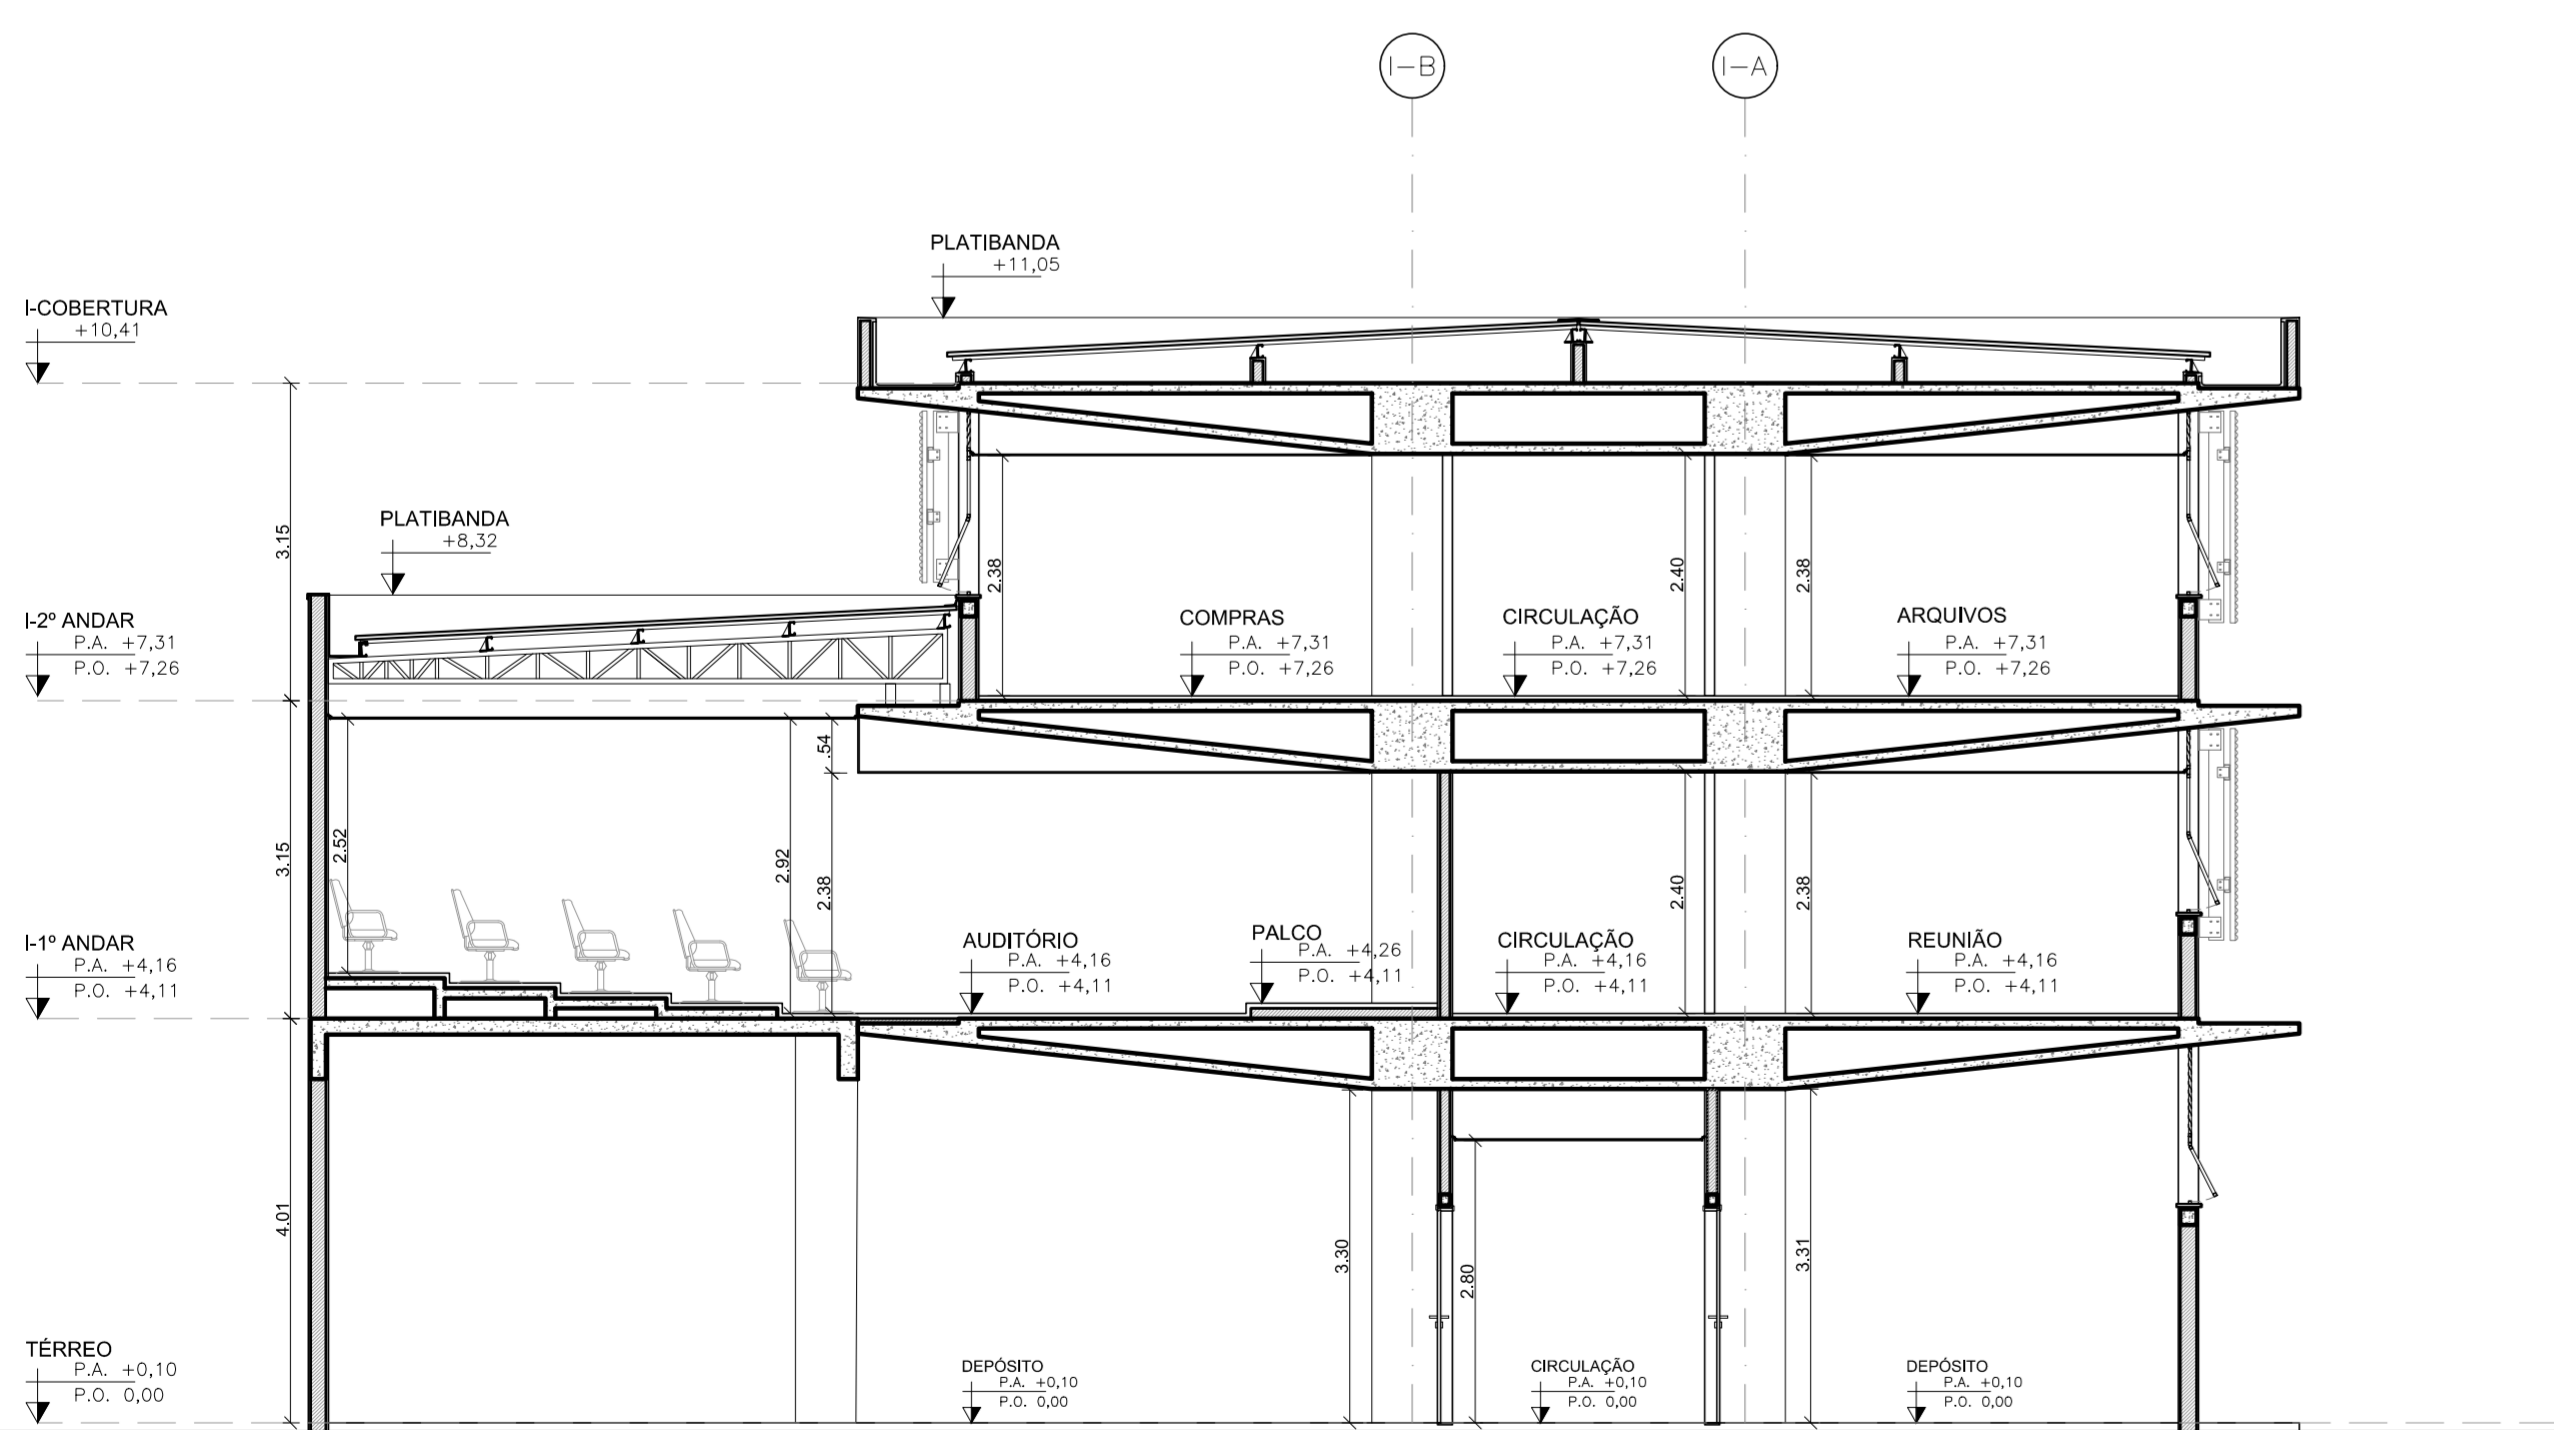 I-B
I-A
PLATIBANDA
+11,05
I-COBERTURA
+10,41
PLATIBANDA
+8,32
3.15
2.38
2.40
2.38
I-2º ANDAR
P.A. +7,31
P.O. +7,26
COMPRAS
P.A. +7,31
P.O. +7,26
CIRCULAÇÃO
P.A. +7,31
P.O. +7,26
ARQUIVOS
P.A. +7,31
P.O. +7,26
.54
3.15
2.52
2.92
2.38
2.40
2.38
I-1º ANDAR
P.A. +4,16
P.O. +4,11
AUDITÓRIO
P.A. +4,16
P.O. +4,11
PALCO
P.A. +4,26
P.O. +4,11
CIRCULAÇÃO
P.A. +4,16
P.O. +4,11
REUNIÃO
P.A. +4,16
P.O. +4,11
4.01
3.30
2.80
3.31
TÉRREO
P.A. +0,10
P.O. 0,00
DEPÓSITO
P.A. +0,10
P.O. 0,00
CIRCULAÇÃO
P.A. +0,10
P.O. 0,00
DEPÓSITO
P.A. +0,10
P.O. 0,00